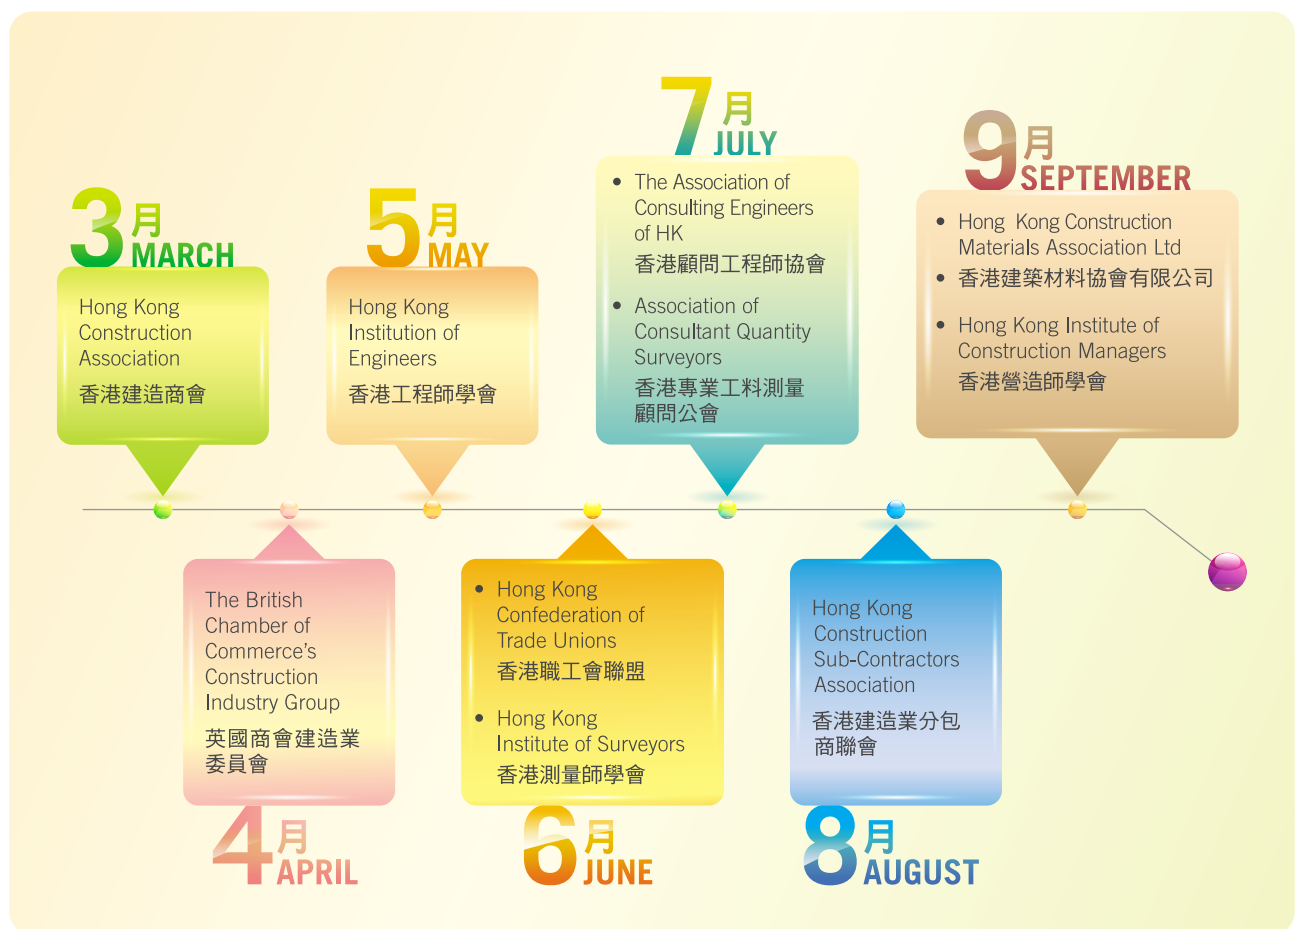 3月
MARCH
Hong Kong
Construction
Association
香港建造商會
4月
APRIL
The British
Chamber of
Commerce’s
Construction
Industry Group
英國商會建造業
委員會
5月
MAY
Hong Kong
Institution of
Engineers
香港工程師學會
6月
JUNE
• Hong Kong
Confederation of
Trade Unions
香港職工會聯盟
• Hong Kong
Institute of Surveyors
香港測量師學會
7月
JULY
• The Association of
Consulting Engineers
of HK
香港顧問工程師協會
• Association of
Consultant Quantity
Surveyors
香港專業工料測量
顧問公會
8月
AUGUST
Hong Kong
Construction
Sub-Contractors
Association
香港建造業分包
商聯會
9月
SEPTEMBER
• Hong Kong Construction
Materials Association Ltd
• 香港建築材料協會有限公司
• Hong Kong Institute of
Construction Managers
香港營造師學會